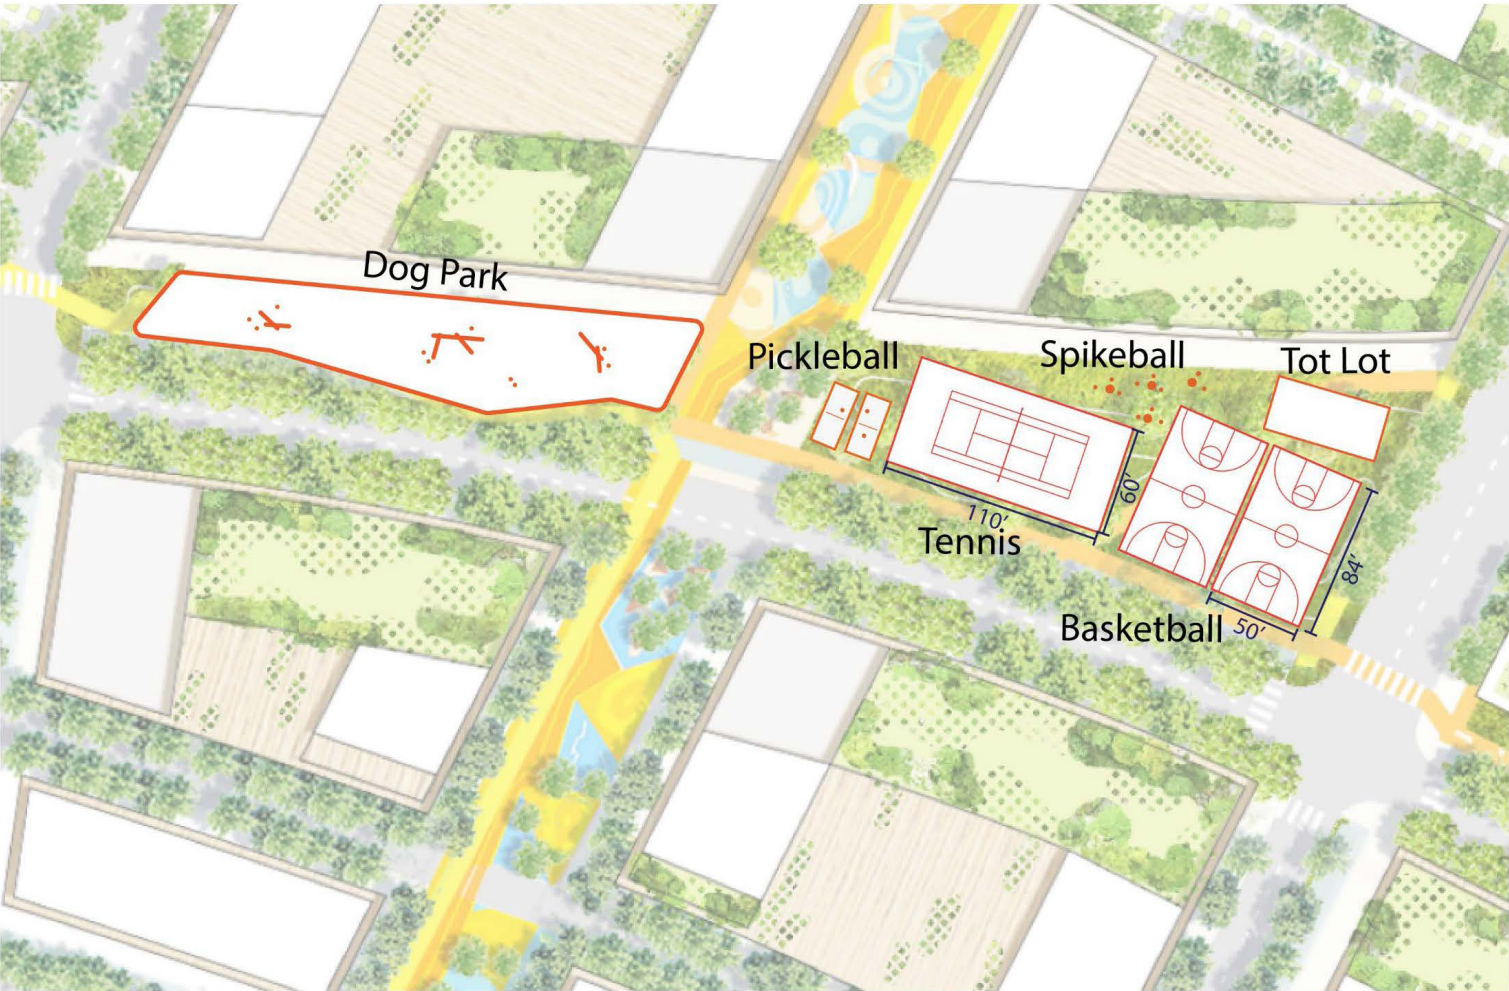 Dog Park
Pickleball
Spikeball
Tot Lot
60'
110'
Tennis
84'
Basketball
50'